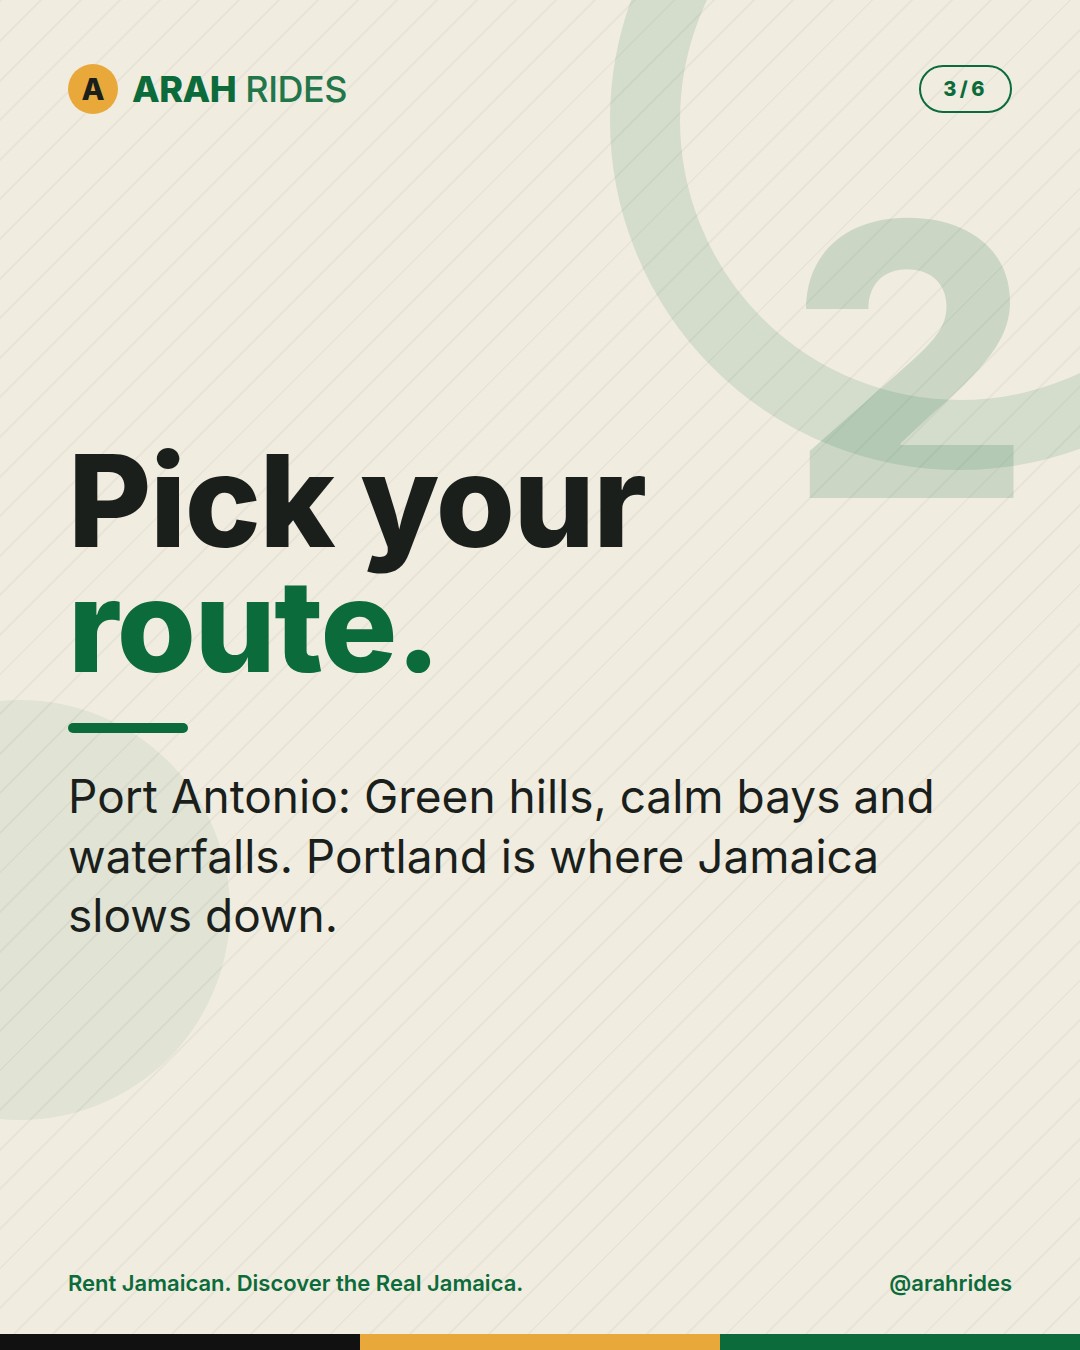 A ARAH RIDES
3/6
2
Pick your
route.
Port Antonio: Green hills, calm bays and
waterfalls. Portland is where Jamaica
slows down.
Rent Jamaican. Discover the Real Jamaica.
@arahrides